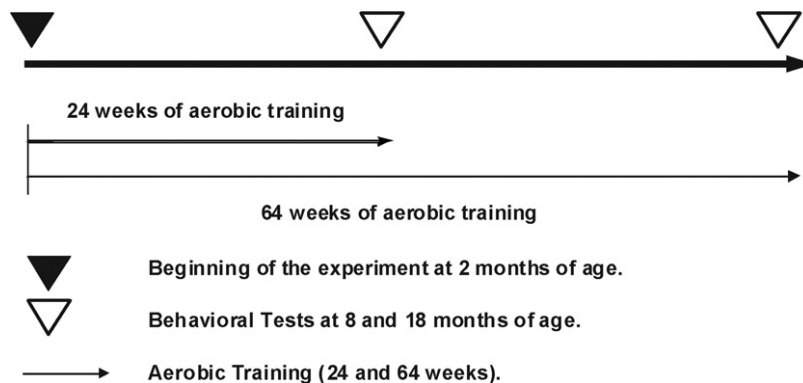 24 weeks of aerobic training
64 weeks of aerobic training
Beginning of the experiment at 2 months of age.
Behavioral Tests at 8 and 18 months of age.
Aerobic Training (24 and 64 weeks).